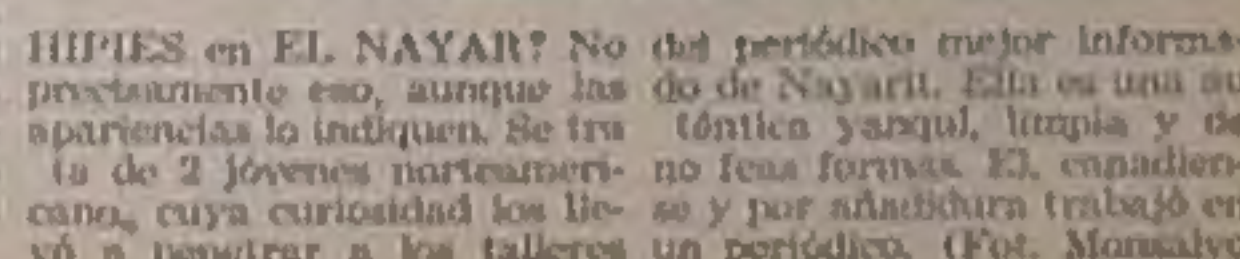 HIPIES en EL NAYAR? No
precisamente eso, aunque las
apariencias lo indiquen. Se tra
ta de 2 jóvenes norteameri-
cano, cuya curiosidad los lle-
vó a penetrar a los talleres
del periódico mejor informa-
do de Nayarit. Ella es una au
téntica yanqui, limpia y de
no feas formas. El, canadien-
se y por añadidura trabajó en
un periódico. (Fot. Monsalvo